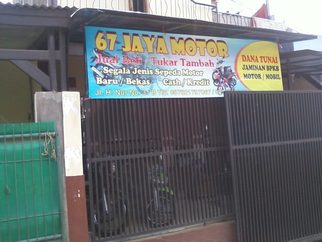 67 JAYA MOTOR
Jual Beli / Tukar Tambah
Segala Jenis Sepeda Motor
Baru / Bekas Cash / Kredit
Jl. H.
DANA TUNAI
JAMINAN BPKB
MOTOR / MOBIL